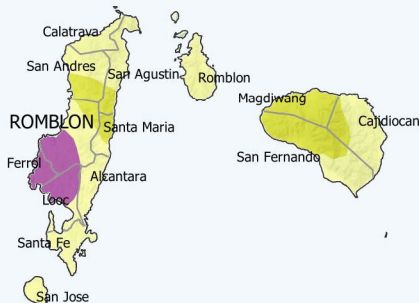 Calatrava
San Andres
San Agustin
Romblon
Magdiwang
Cajidiocan
ROMBLON
Santa Maria
San Fernando
Ferrol
Alcantara
Looc
Santa Fe
San Jose